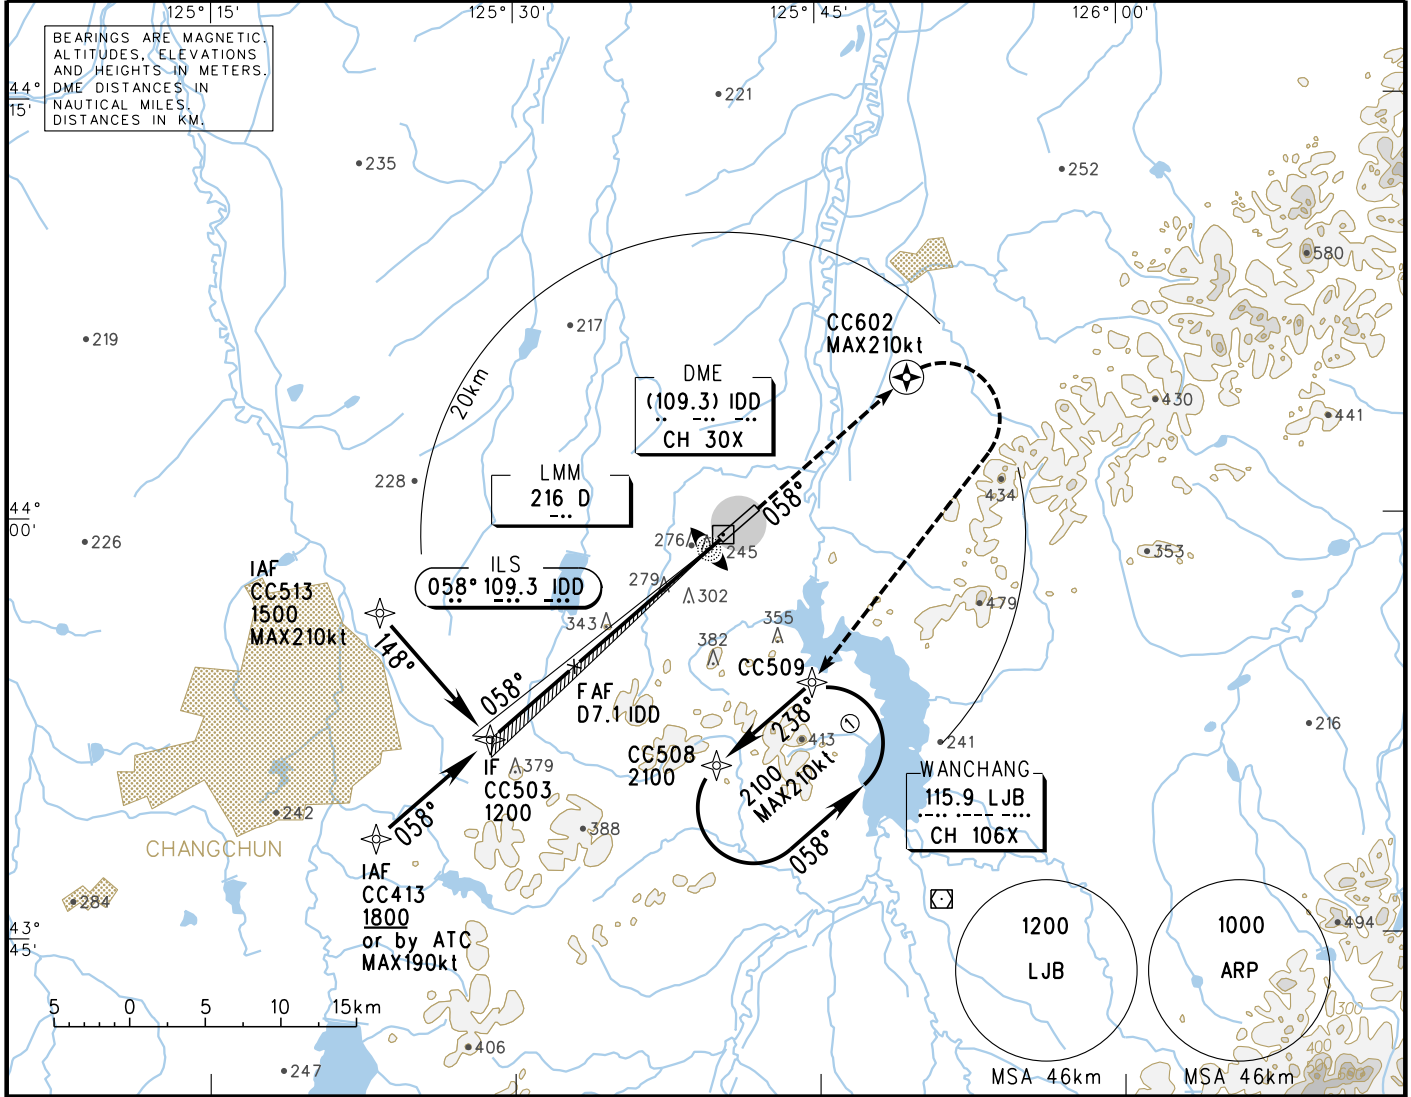 125° 15'
125° 30'
125° 45'
126° 00'
BEARINGS ARE MAGNETIC.
ALTITUDES, ELEVATIONS
AND HEIGHTS IN METERS.
DME DISTANCES IN
NAUTICAL MILES.
DISTANCES IN KM.
44°
15'
221
235
252
580
219
217
CC602
MAX210kt
20km
DME
(109.3) IDD
CH 30X
430
441
LMM
216 D
228
434
44°
00'
058°
226
276
245
353
ILS
058° 109.3 IDD
279
302
479
IAF
CC513
1500
MAX210kt
148°
343
355
382
CC509
058°
FAF
D7.1 IDD
238°
1
216
413
241
CC508
2100
2100
MAX210kt
IF
CC503
1200
379
WANCHANG
115.9 LJB
CH 106X
242
058°
388
058°
CHANGCHUN
IAF
CC413
1800
or by ATC
MAX190kt
284
43°
45'
494
1200
LJB
1000
ARP
5 0 5 10 15km
300
406
400
500
600
247
MSA 46km
MSA 46km